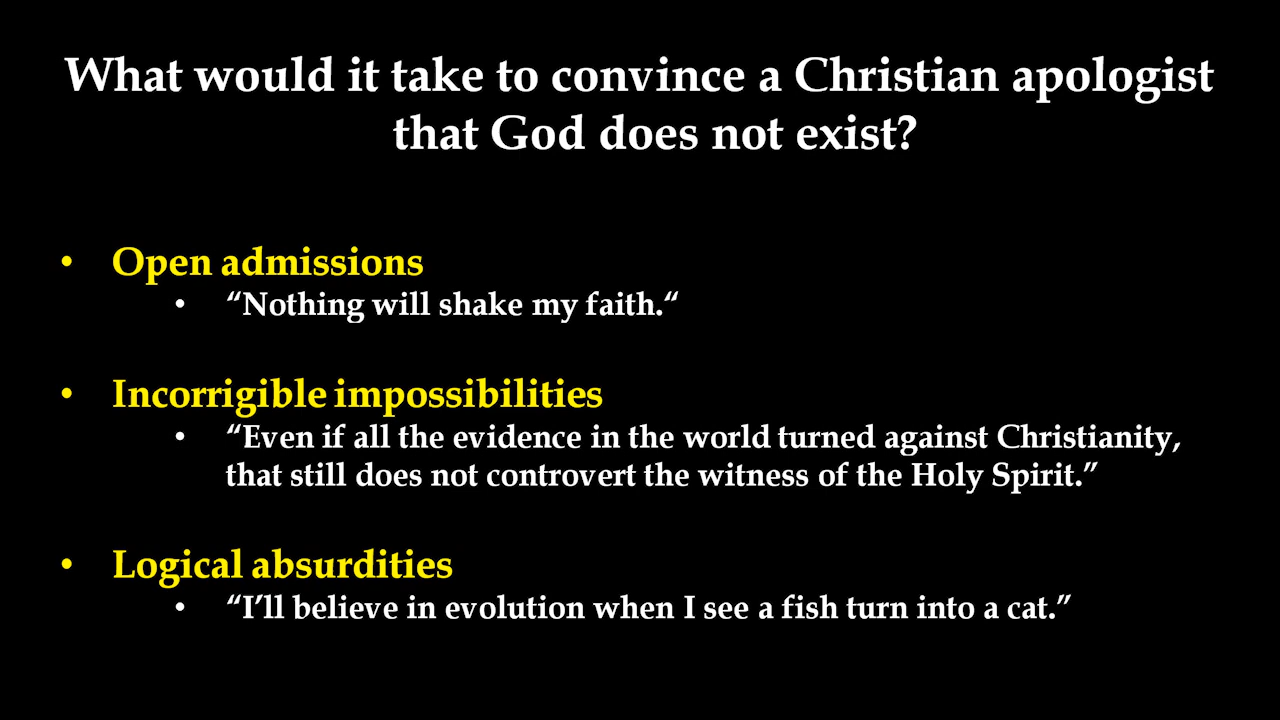 What would it take to convince a Christian apologist
that God does not exist?
• Open admissions
• “Nothing will shake my faith.“
• Incorrigible impossibilities
• “Even if all the evidence in the world turned against Christianity,
that still does not controvert the witness of the Holy Spirit.”
• Logical absurdities
• “I’ll believe in evolution when I see a fish turn into a cat.”